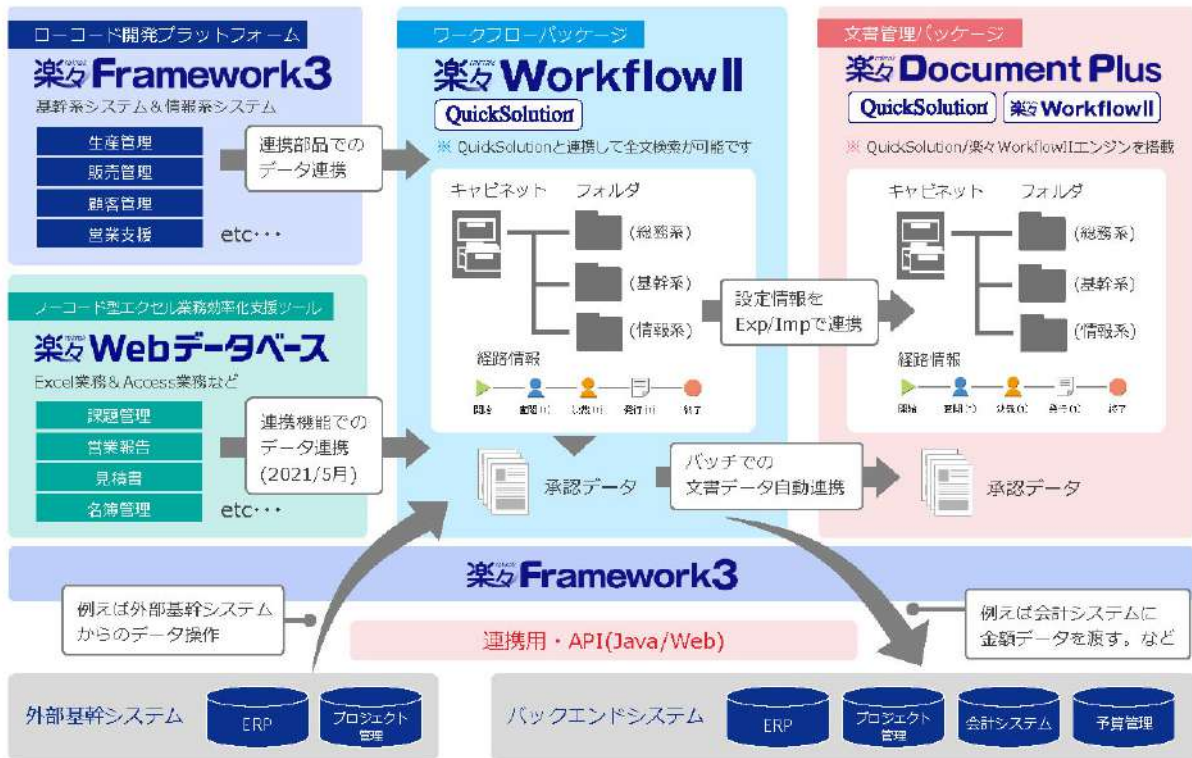 ローコード開発プラットフォーム
楽々Framework3
基幹系システム&情報系システム
生産管理
販売管理
顧客管理
営業支援
etc・・・
連携部品での
データ連携
ノーコード型エクセル業務効率化支援ツール
楽々Webデータベース
Excel業務&Access業務など
課題管理
営業報告
見積書
名簿管理
etc・・・
連携機能での
データ連携
(2021/5月)
ワークフローパッケージ
楽々WorkflowII
QuickSolution
※ QuickSolutionと連携して全文検索が可能です
キャビネット
フォルダ
(総務系)
(基幹系)
(情報系)
経路情報
開始
終了
承認データ
設定情報を
Exp/Impで連携
バッチでの
文書データ自動連携
文書管理パッケージ
楽々Document Plus
QuickSolution
楽々WorkflowII
※ QuickSolution/楽々WorkflowIIエンジンを搭載
キャビネット
フォルダ
(総務系)
(基幹系)
(情報系)
経路情報
開始
終了
承認データ
楽々Framework3
例えば外部基幹システム
からのデータ操作
連携用・API(Java/Web)
例えば会計システムに
金額データを渡す。など
外部基幹システム
ERP
プロジェクト
管理
バックエンドシステム
ERP
プロジェクト
管理
会計システム
予算管理